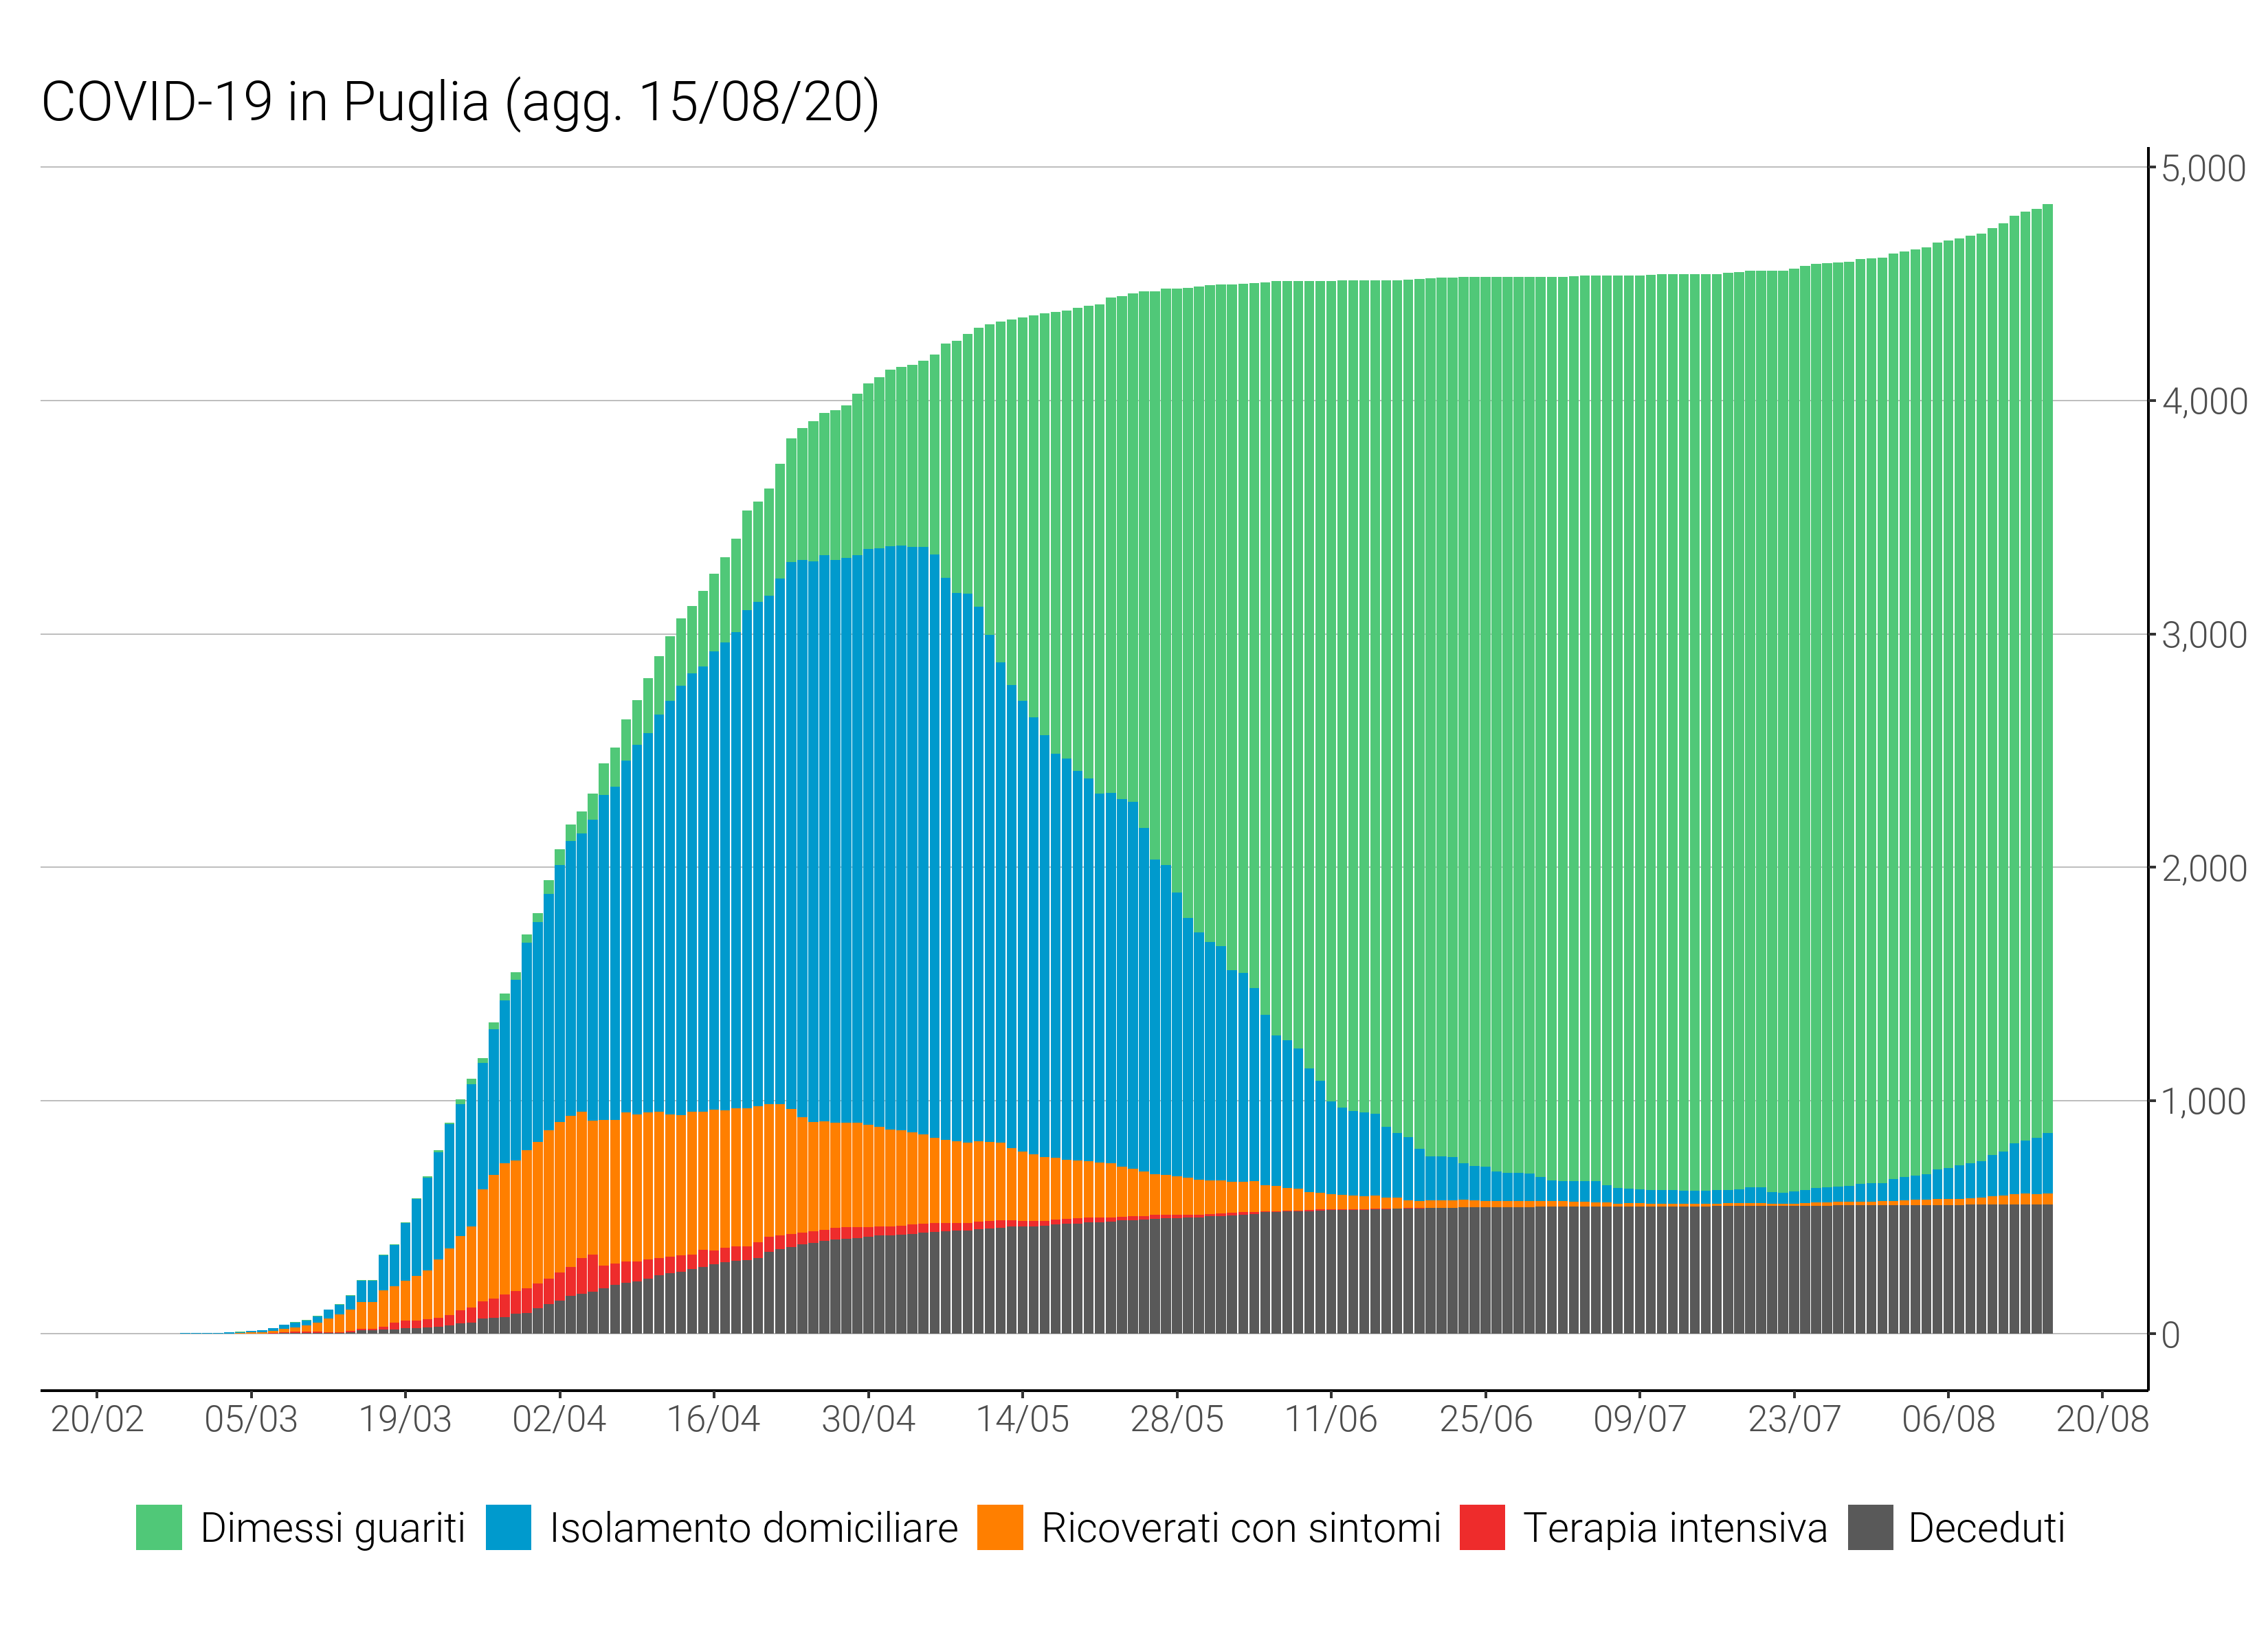 COVID-19 in Puglia (agg. 15/08/20)
5,000
4,000
3,000
2,000
1,000
0
20/02 05/03 19/03 02/04 16/04 30/04 14/05 28/05 11/06 25/06 09/07 23/07 06/08 20/08
Dimessi guariti Isolamento domiciliare Ricoverati con sintomi Terapia intensiva Deceduti